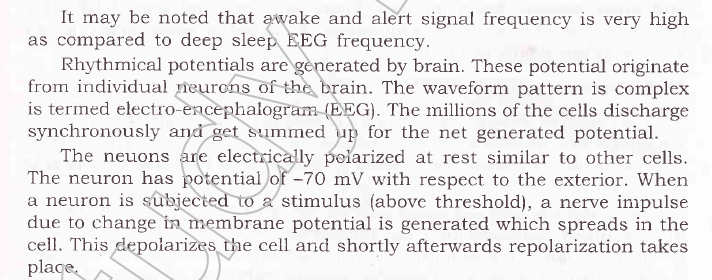 It may be noted that awake and alert signal frequency is very high
as compared to deep sleep EEG frequency.
Rhythmical potentials are generated by brain. These potential originate
from individual neurons of the brain. The waveform pattern is complex
is termed electro-encephalogram (EEG). The millions of the cells discharge
synchronously and get summed up for the net generated potential.
The neuons are electrically polarized at rest similar to other cells.
The neuron has potential of –70 mV with respect to the exterior. When
a neuron is subjected to a stimulus (above threshold), a nerve impulse
due to change in membrane potential is generated which spreads in the
cell. This depolarizes the cell and shortly afterwards repolarization takes
place.